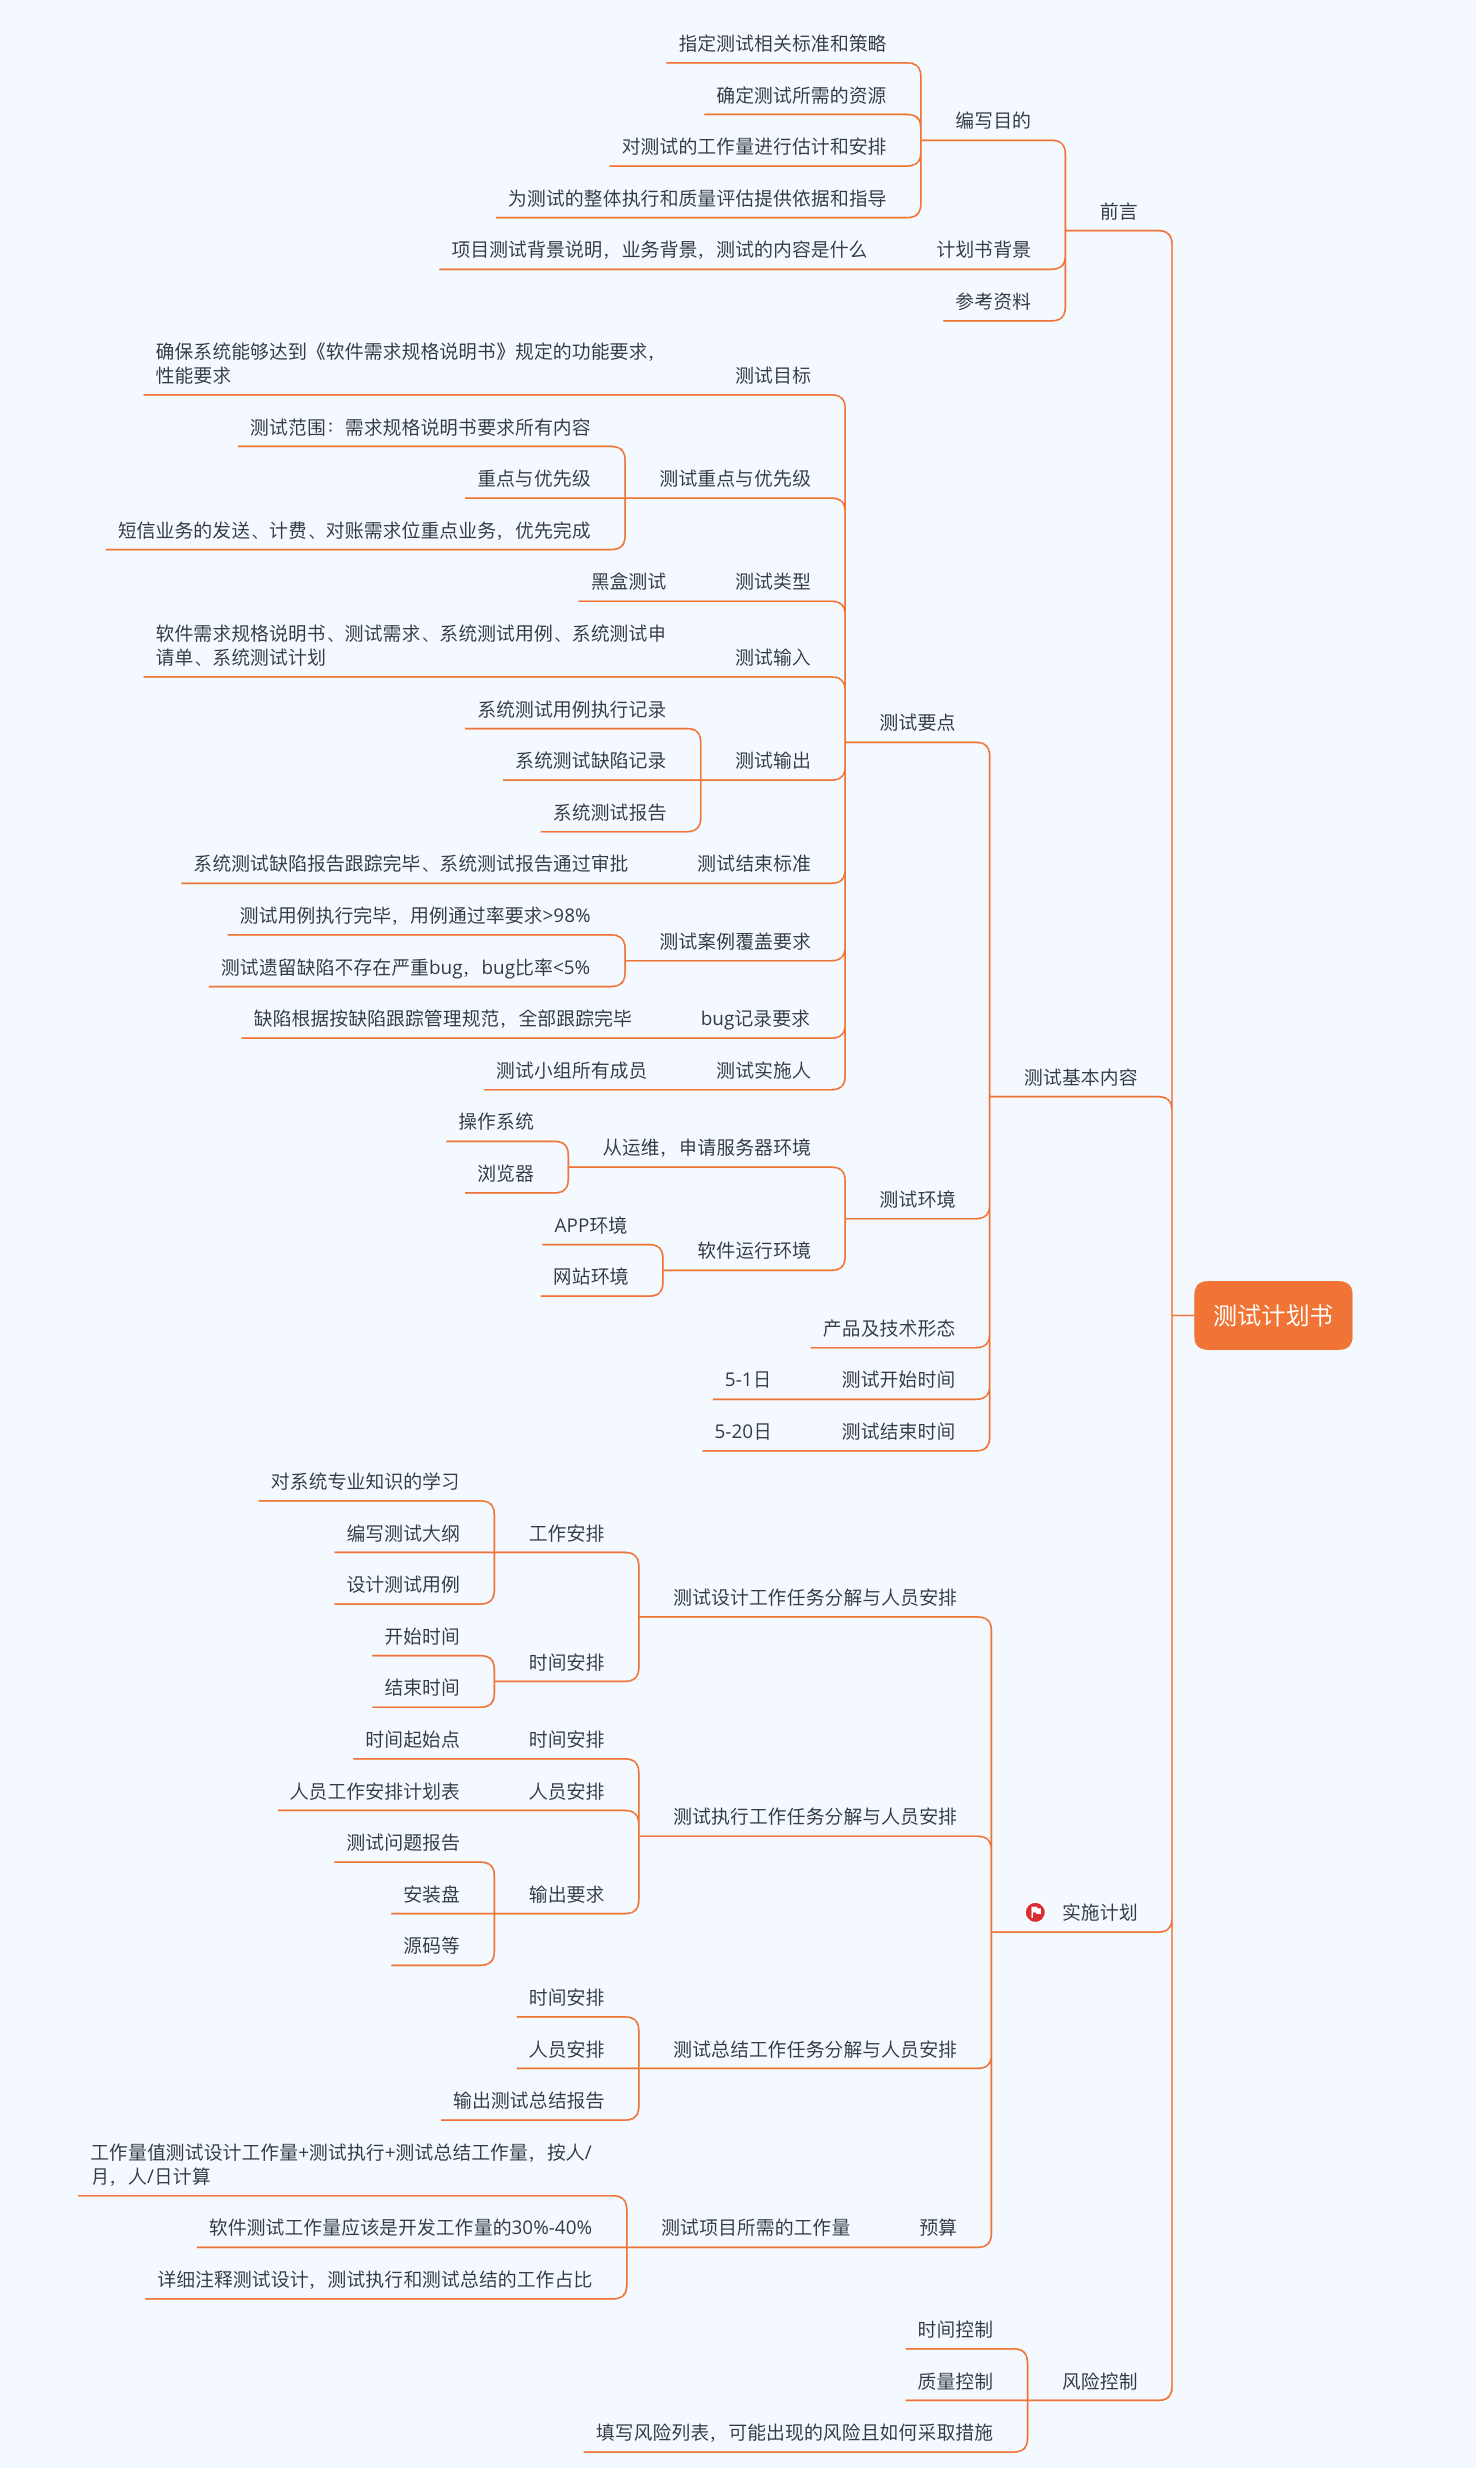 指定测试相关标准和策略
确定测试所需的资源
编写目的
对测试的工作量进行估计和安排
为测试的整体执行和质量评估提供依据和指导
前言
项目测试背景说明，业务背景，测试的内容是什么
计划书背景
参考资料
确保系统能够达到《软件需求规格说明书》规定的功能要求，
性能要求
测试目标
测试范围：需求规格说明书要求所有内容
重点与优先级
测试重点与优先级
短信业务的发送、计费、对账需求位重点业务，优先完成
黑盒测试
测试类型
软件需求规格说明书、测试需求、系统测试用例、系统测试申
请单、系统测试计划
测试输入
系统测试用例执行记录
测试要点
系统测试缺陷记录
测试输出
系统测试报告
系统测试缺陷报告跟踪完毕、系统测试报告通过审批
测试结束标准
测试用例执行完毕，用例通过率要求>98%
测试案例覆盖要求
测试遗留缺陷不存在严重bug，bug比率<5%
缺陷根据按缺陷跟踪管理规范，全部跟踪完毕
bug记录要求
测试小组所有成员
测试实施人
测试基本内容
操作系统
从运维，申请服务器环境
浏览器
测试环境
APP环境
软件运行环境
网站环境
测试计划书
产品及技术形态
5-1日
测试开始时间
5-20日
测试结束时间
对系统专业知识的学习
编写测试大纲
工作安排
设计测试用例
测试设计工作任务分解与人员安排
开始时间
时间安排
结束时间
时间起始点
时间安排
人员工作安排计划表
人员安排
测试执行工作任务分解与人员安排
测试问题报告
安装盘
输出要求
实施计划
源码等
时间安排
人员安排
测试总结工作任务分解与人员安排
输出测试总结报告
工作量值测试设计工作量+测试执行+测试总结工作量，按人/
月，人/日计算
软件测试工作量应该是开发工作量的30%-40%
测试项目所需的工作量
预算
详细注释测试设计，测试执行和测试总结的工作占比
时间控制
质量控制
风险控制
填写风险列表，可能出现的风险且如何采取措施